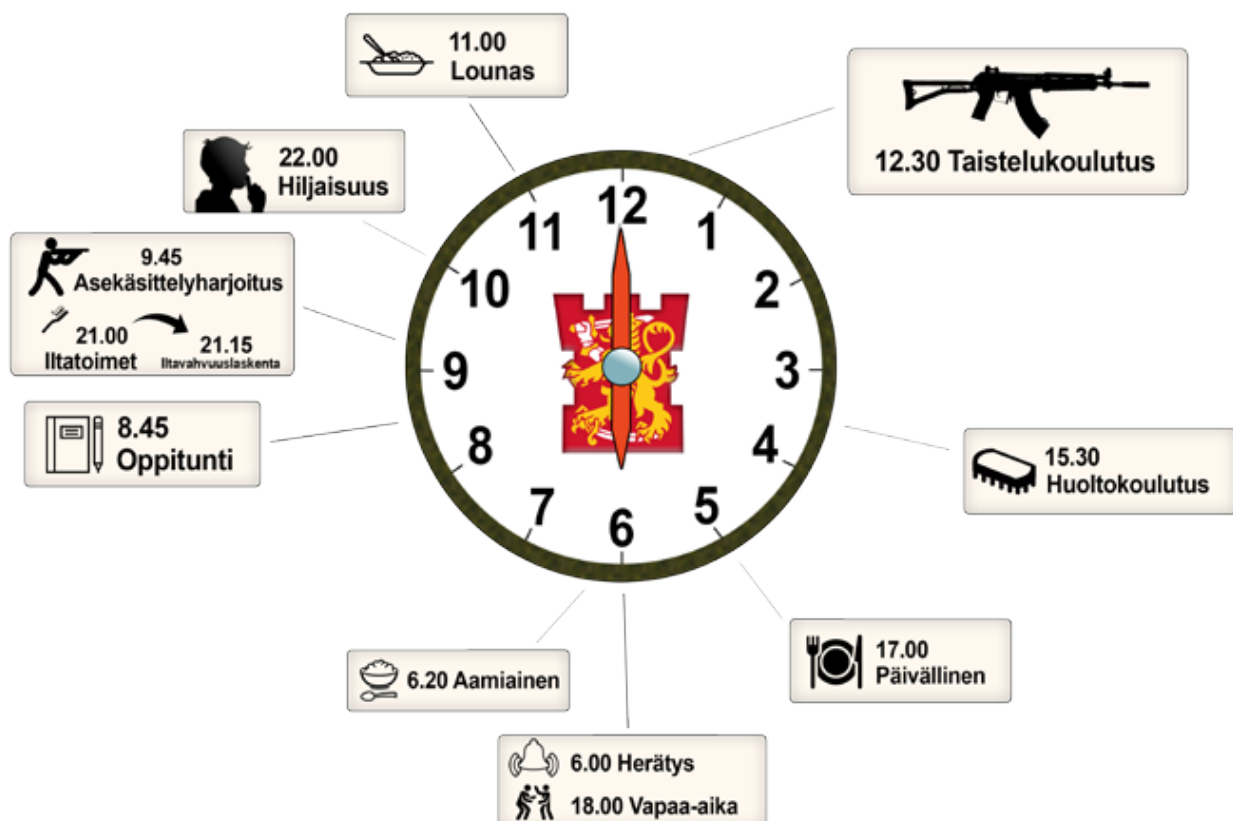 11.00
Lounas
12.30 Taistelukoulutus
22.00
Hiljaisuus
9.45
Asekäsittelyharjoitus
21.00
Iltatoimet
21.15
Iltavahvuuslaskenta
8.45
Oppitunti
12
1
2
3
4
5
6
7
8
9
10
11
15.30
Huoltokoulutus
17.00
Päivällinen
6.20 Aamiainen
6.00 Herätys
18.00 Vapaa-aika